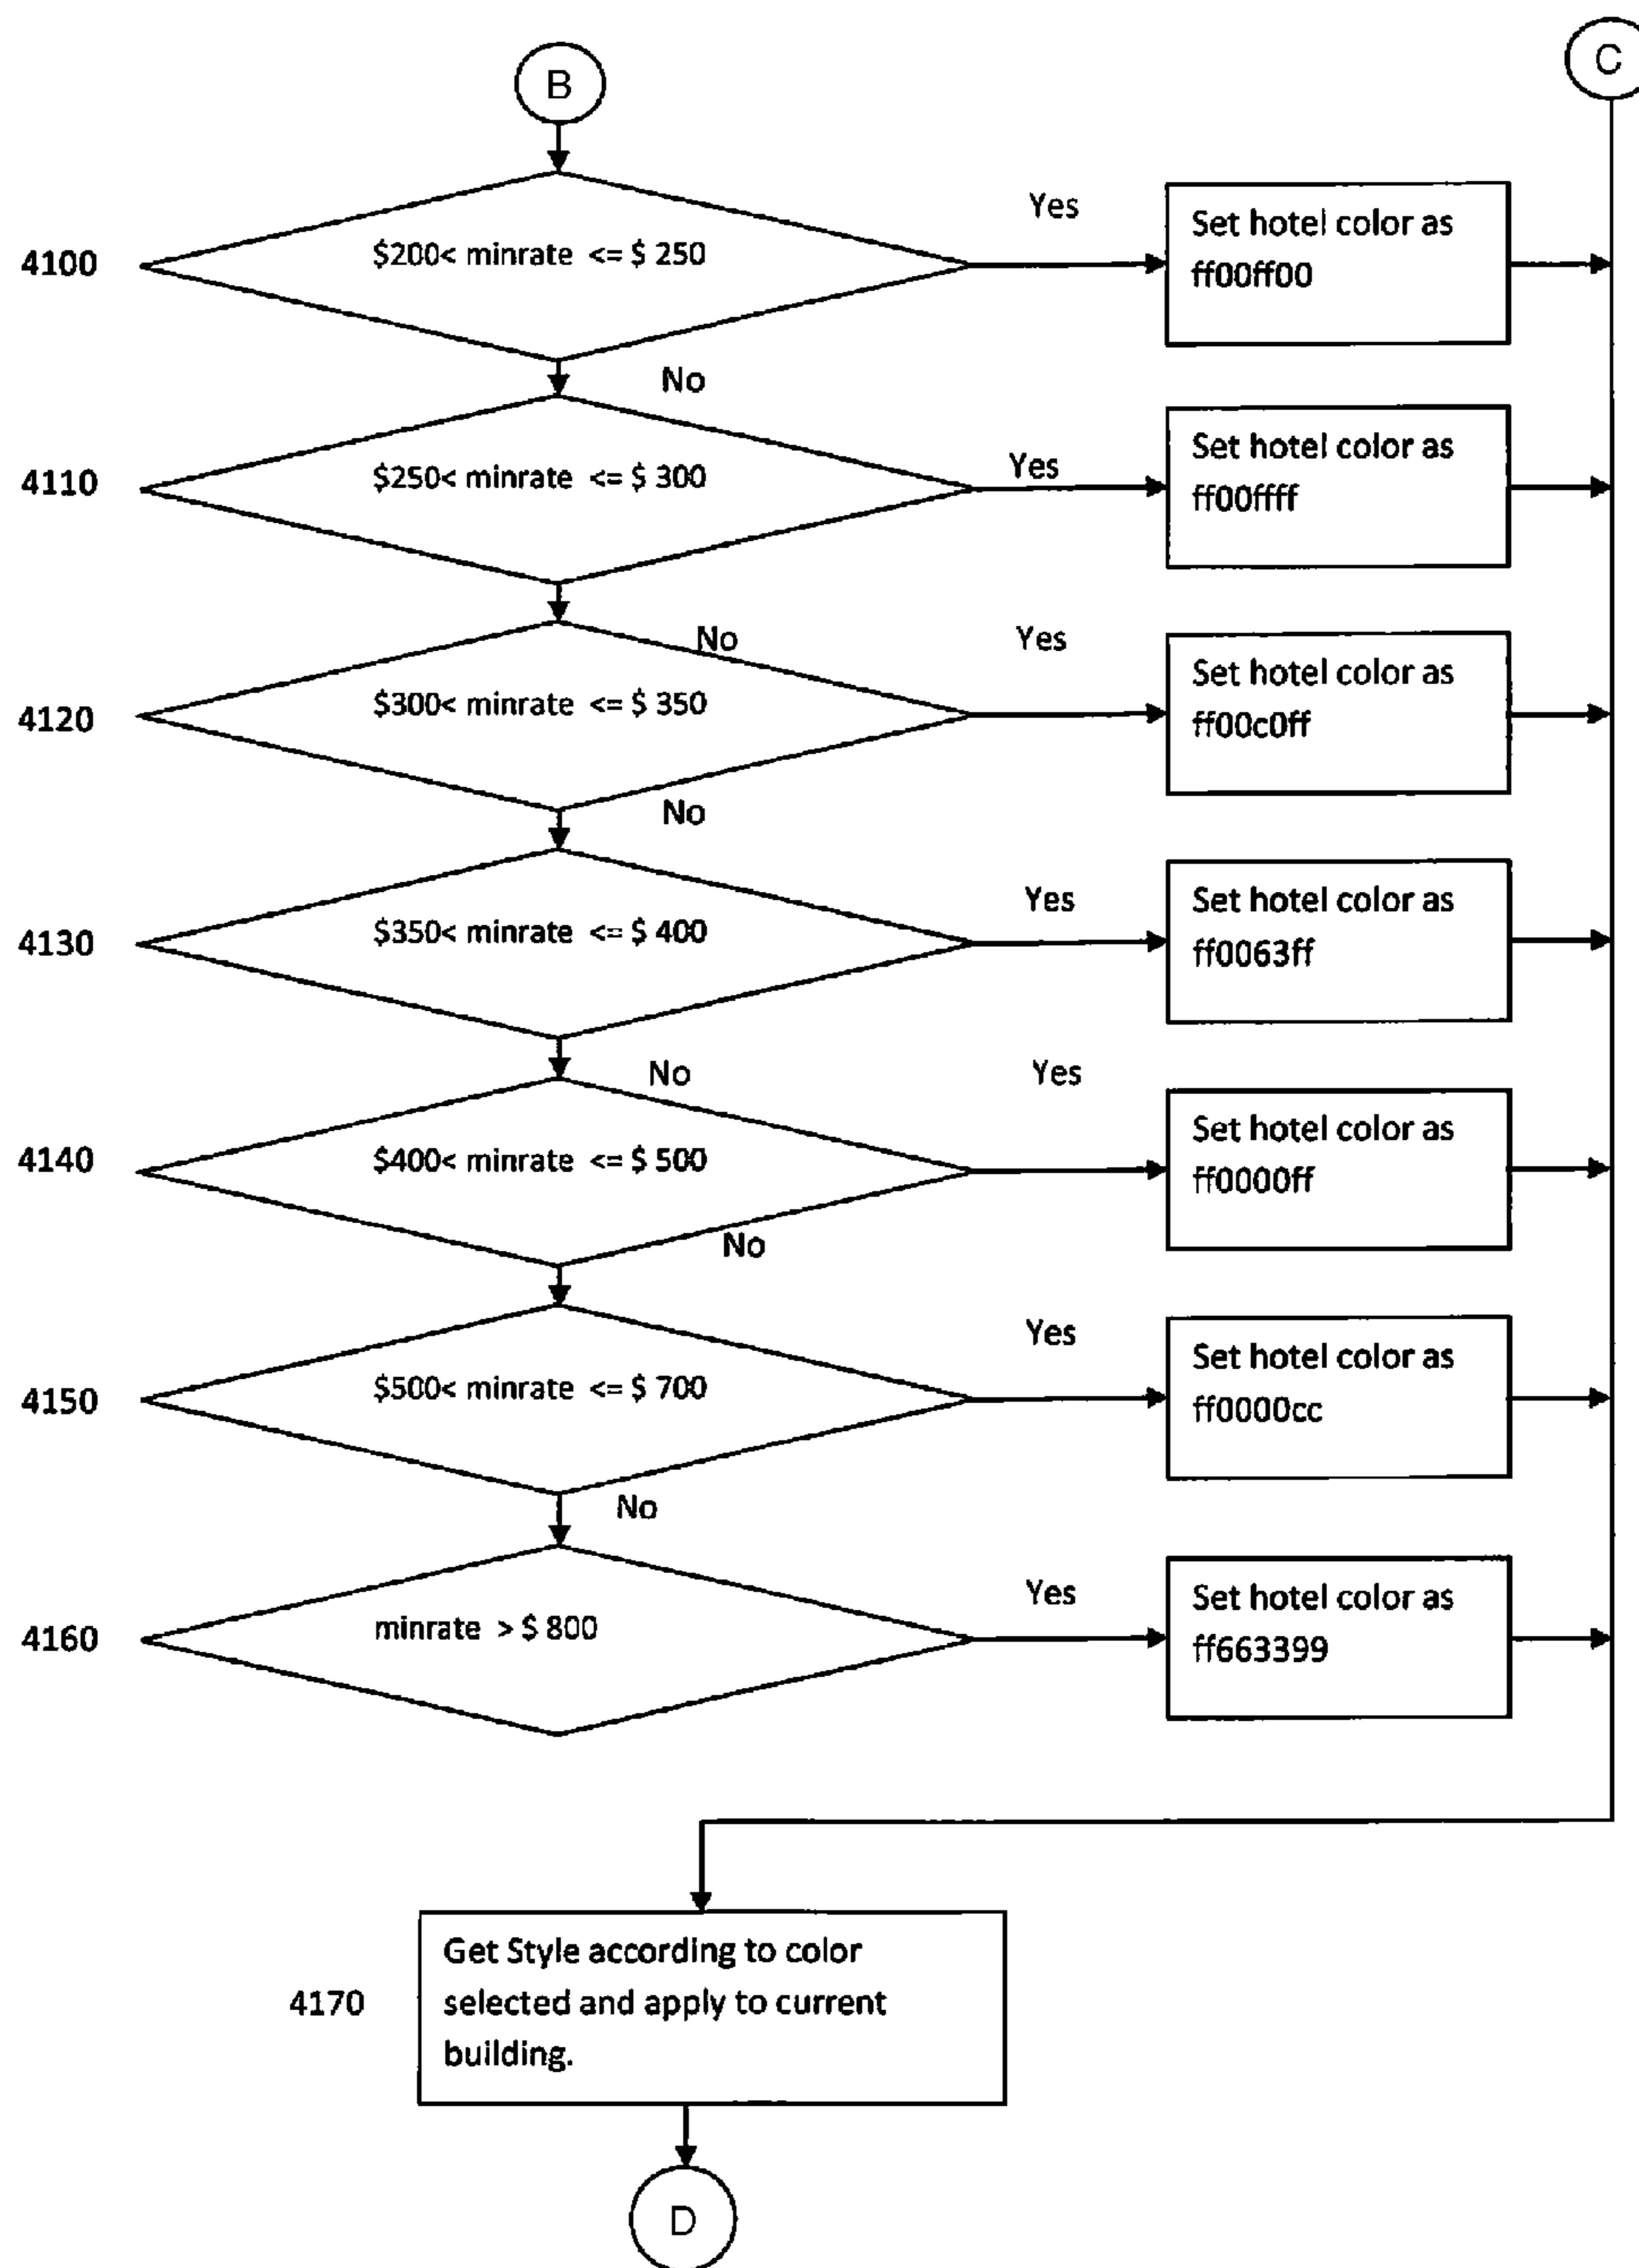 B
C
4100
$200< minrate <= $ 250
Yes
Set hotel color as
ff00ff00
No
4110
$250< minrate <= $ 300
Yes
Set hotel color as
ff00ffff
No
4120
$300< minrate <= $ 350
Yes
Set hotel color as
ff00c0ff
No
4130
$350< minrate <= $ 400
Yes
Set hotel color as
ff0063ff
No
4140
$400< minrate <= $ 500
Yes
Set hotel color as
ff0000ff
No
4150
$500< minrate <= $ 700
Yes
Set hotel color as
ff0000cc
No
4160
minrate > $ 800
Yes
Set hotel color as
ff663399
4170
Get Style according to color
selected and apply to current
building.
D